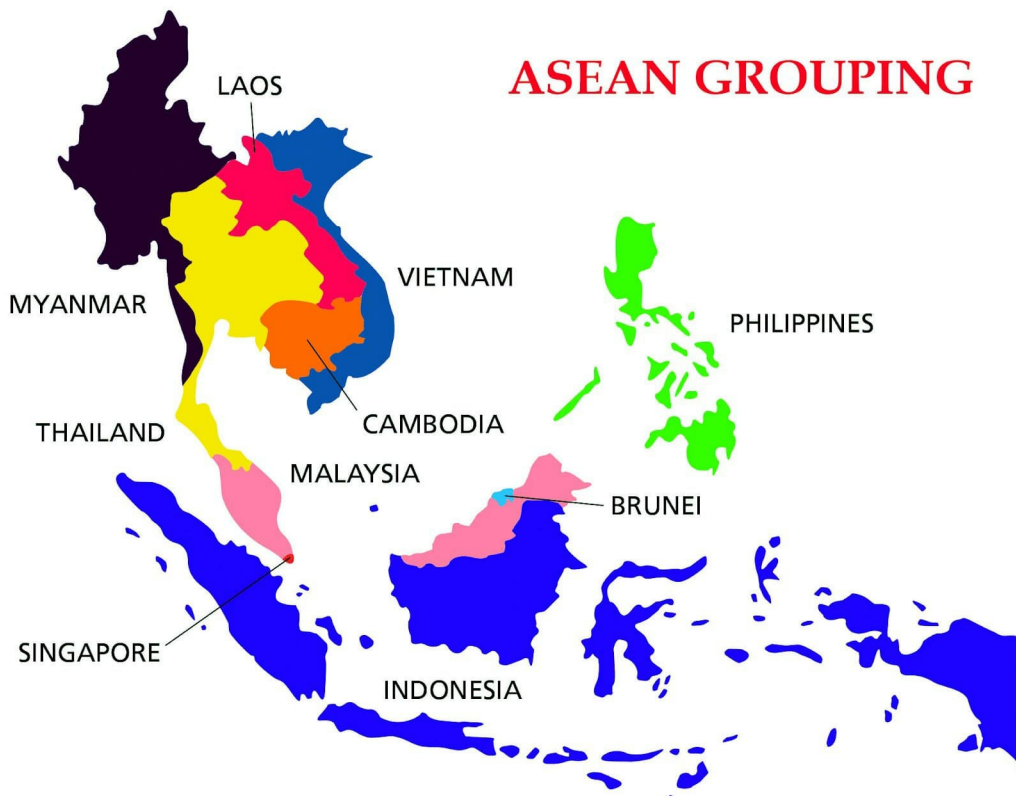 ASEAN GROUPING
LAOS
VIETNAM
MYANMAR
PHILIPPINES
CAMBODIA
THAILAND
MALAYSIA
BRUNEI
SINGAPORE
INDONESIA